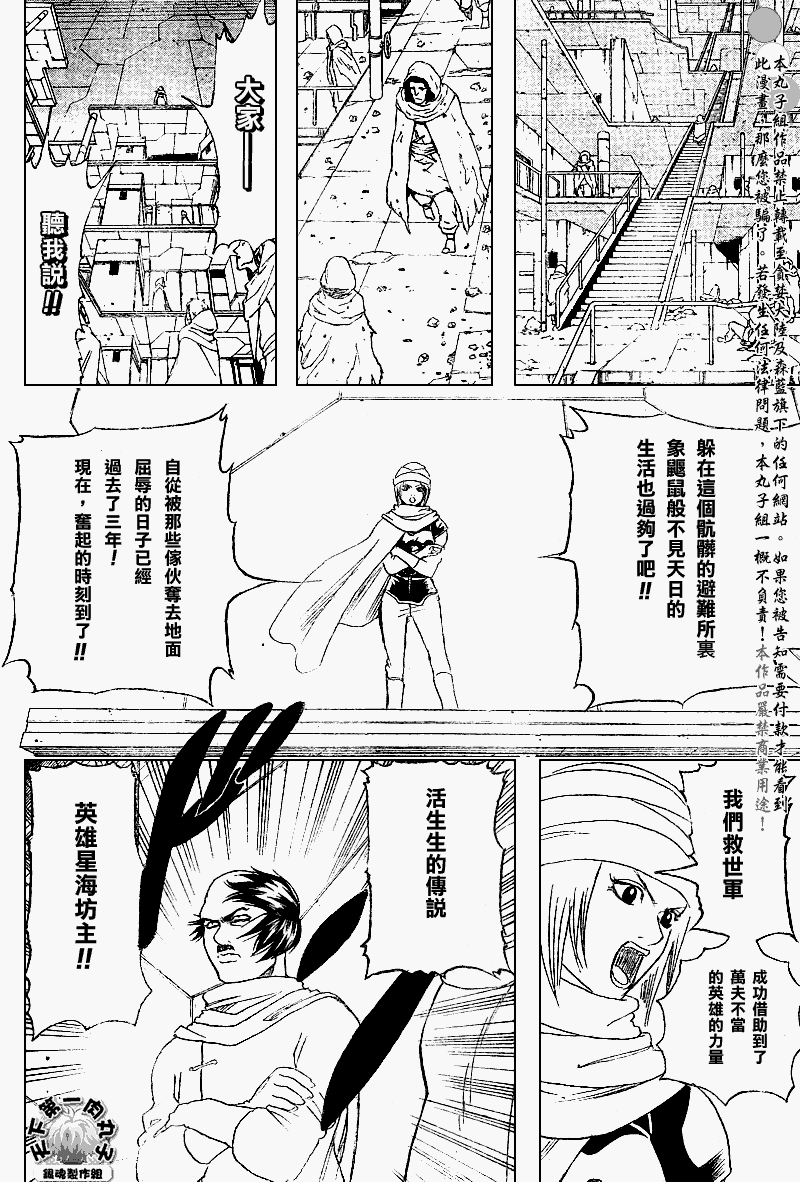 大家——
聽我說!!
躲在這個骯髒的避難所裏
象鼴鼠般不見天日的
生活也過夠了吧!!
自從被那些傢伙奪去地面
屈辱的日子已經
過去了三年!
現在,奮起的時刻到了!!
我們救世軍
成功借助到了
萬夫不當
的英雄的力量
活生生的傳說
英雄星海坊主!!
本丸子組作品禁止轉載至貪婪大陸及森藍旗下的任何網站。如果您被告知需要付款才能看到
此漫畫,那麼您被騙了。若發生任何法律問題,本丸子組一概不負責!本作品嚴禁商業用途!
天下第一肉丸子
銀魂製作組